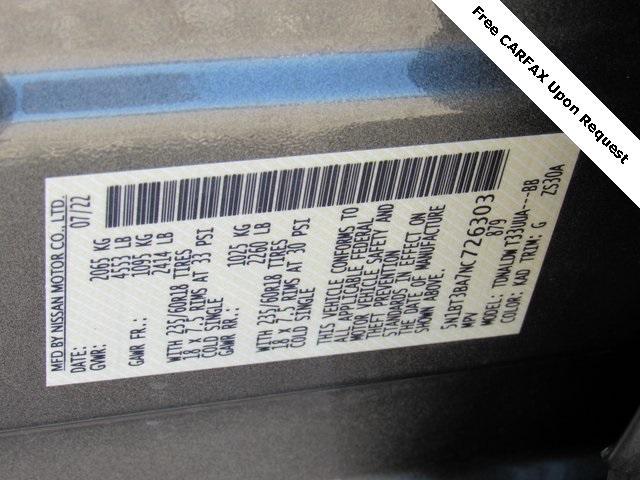 Free CARFAX Upon Request
MFD BY NISSAN MOTOR CO., LTD.
DATE: 07/22
GWR: 2065 KG
4553 LB
GAWR FR.: 1095 KG
2414 LB
WITH 235/60R18 TIRES
18 X 7.5 RIMS AT 33 PSI
COLD SINGLE
GAWR RR.: 1025 KG
2260 LB
WITH 235/60R18 TIRES
18 X 7.5 RIMS AT 30 PSI
COLD SINGLE
THIS VEHICLE CONFORMS TO
ALL APPLICABLE FEDERAL
MOTOR VEHICLE SAFETY AND
THEFT PREVENTION
STANDARDS IN EFFECT ON
THE DATE OF MANUFACTURE
SHOWN ABOVE.
5N1BT3BA7NC726303
MPV 879
MODEL: TDWALDW T33UUA---BB
COLOR: KAD TRIM: G ZS30A